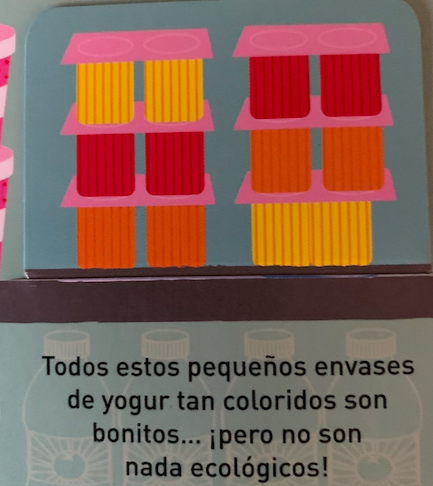 Todos estos pequeños envases
de yogur tan coloridos son
bonitos... ¡pero no son
nada ecológicos!